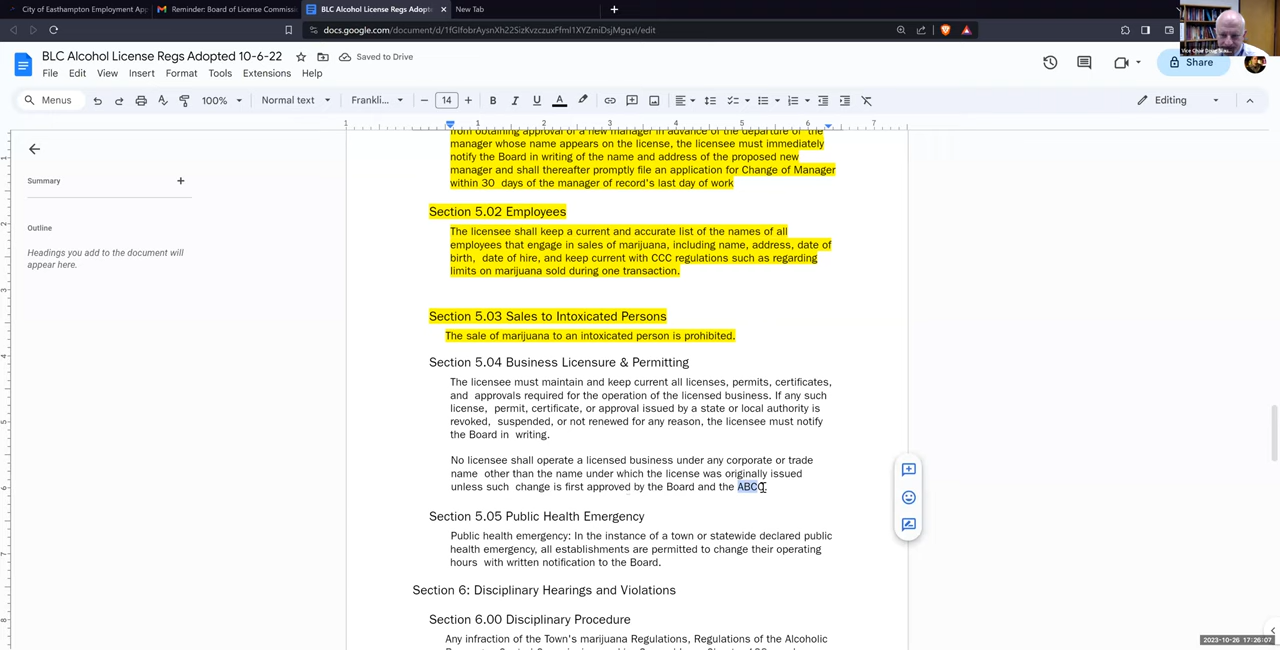 City of Easthampton Employment App
Reminder: Board of License Commiss
BLC Alcohol License Regs Adopted
New Tab
docs.google.com/document/d/1fGIfobrAysnXh22SizKvzczuxFfmI1XYZmiDsjMgqvI/edit
BLC Alcohol License Regs Adopted 10-6-22
Saved to Drive
File Edit View Insert Format Tools Extensions Help
Share
Menus 100% Normal text Frankli... 14 Editing
from obtaining approval of a new manager in advance of the departure of the
manager whose name appears on the license, the licensee must immediately
notify the Board in writing of the name and address of the proposed new
manager and shall thereafter promptly file an application for Change of Manager
within 30 days of the manager of record's last day of work
Summary
Outline
Headings you add to the document will
appear here.
Section 5.02 Employees
The licensee shall keep a current and accurate list of the names of all
employees that engage in sales of marijuana, including name, address, date of
birth, date of hire, and keep current with CCC regulations such as regarding
limits on marijuana sold during one transaction.
Section 5.03 Sales to Intoxicated Persons
The sale of marijuana to an intoxicated person is prohibited.
Section 5.04 Business Licensure & Permitting
The licensee must maintain and keep current all licenses, permits, certificates,
and approvals required for the operation of the licensed business. If any such
license, permit, certificate, or approval issued by a state or local authority is
revoked, suspended, or not renewed for any reason, the licensee must notify
the Board in writing.
No licensee shall operate a licensed business under any corporate or trade
name other than the name under which the license was originally issued
unless such change is first approved by the Board and the ABCC
Section 5.05 Public Health Emergency
Public health emergency: In the instance of a town or statewide declared public
health emergency, all establishments are permitted to change their operating
hours with written notification to the Board.
Section 6: Disciplinary Hearings and Violations
Section 6.00 Disciplinary Procedure
Any infraction of the Town's marijuana Regulations, Regulations of the Alcoholic
2023-10-26 17:26:07